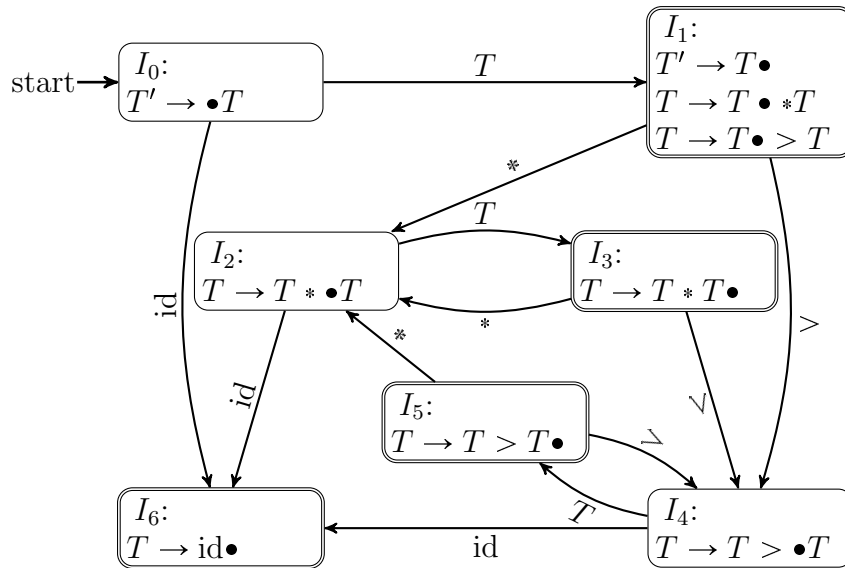 start
I₀:
T′ → •T
T
I₁:
T′ → T•
T → T• *T
T → T• > T
*
>
id
I₂:
T → T * •T
T
*
I₃:
T → T * T•
id
*
>
I₅:
T → T > T•
>
T
I₆:
T → id•
id
I₄:
T → T > •T